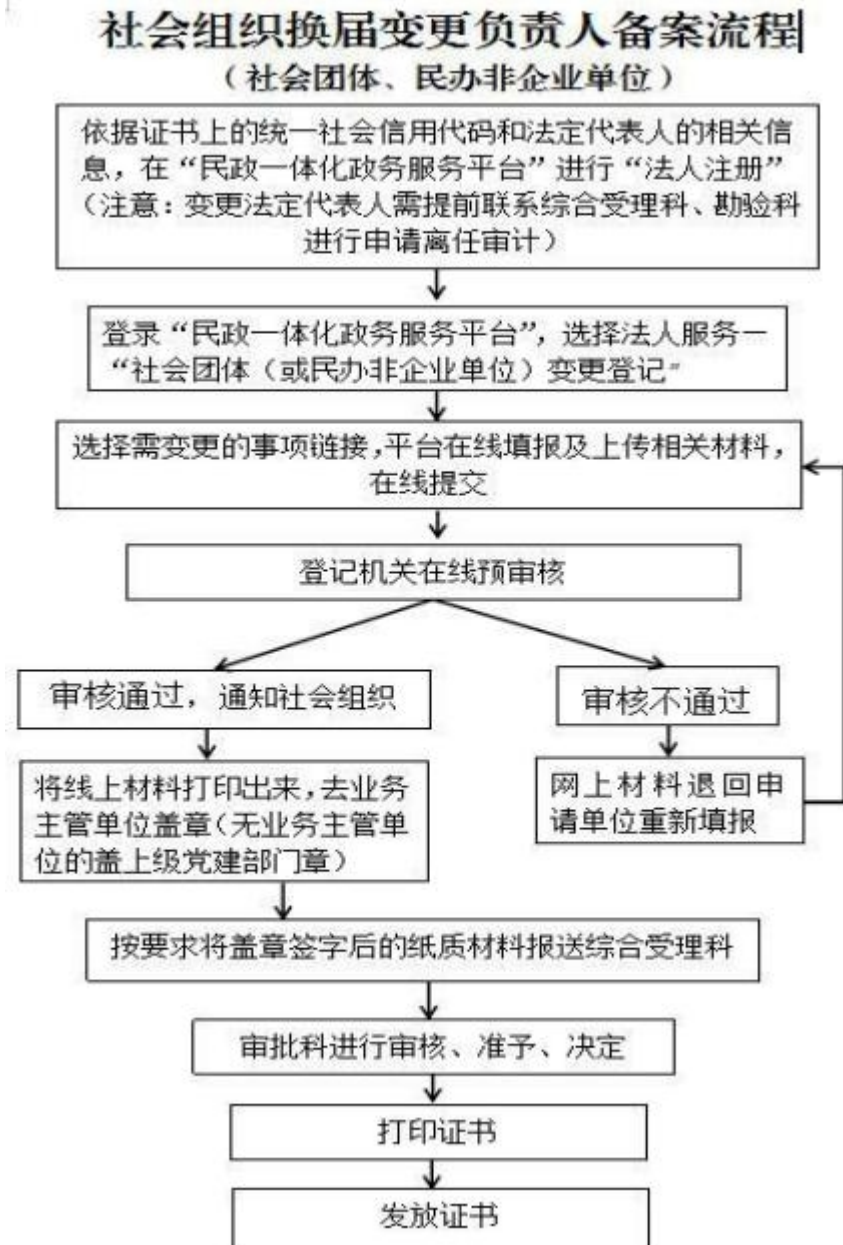 社会组织换届变更负责人备案流程
（社会团体、民办非企业单位）
依据证书上的统一社会信用代码和法定代表人的相关信
息，在“民政一体化政务服务平台”进行“法人注册”
（注意：变更法定代表人需提前联系综合受理科、勘验科
进行申请离任审计）
登录“民政一体化政务服务平台”，选择法人服务—
“社会团体（或民办非企业单位）变更登记”
选择需变更的事项链接，平台在线填报及上传相关材料，
在线提交
登记机关在线预审核
审核通过，通知社会组织
审核不通过
将线上材料打印出来，去业务
主管单位盖章（无业务主管单
位的盖上级党建部门章）
网上材料退回申
请单位重新填报
按要求将盖章签字后的纸质材料报送综合受理科
审批科进行审核、准予、决定
打印证书
发放证书